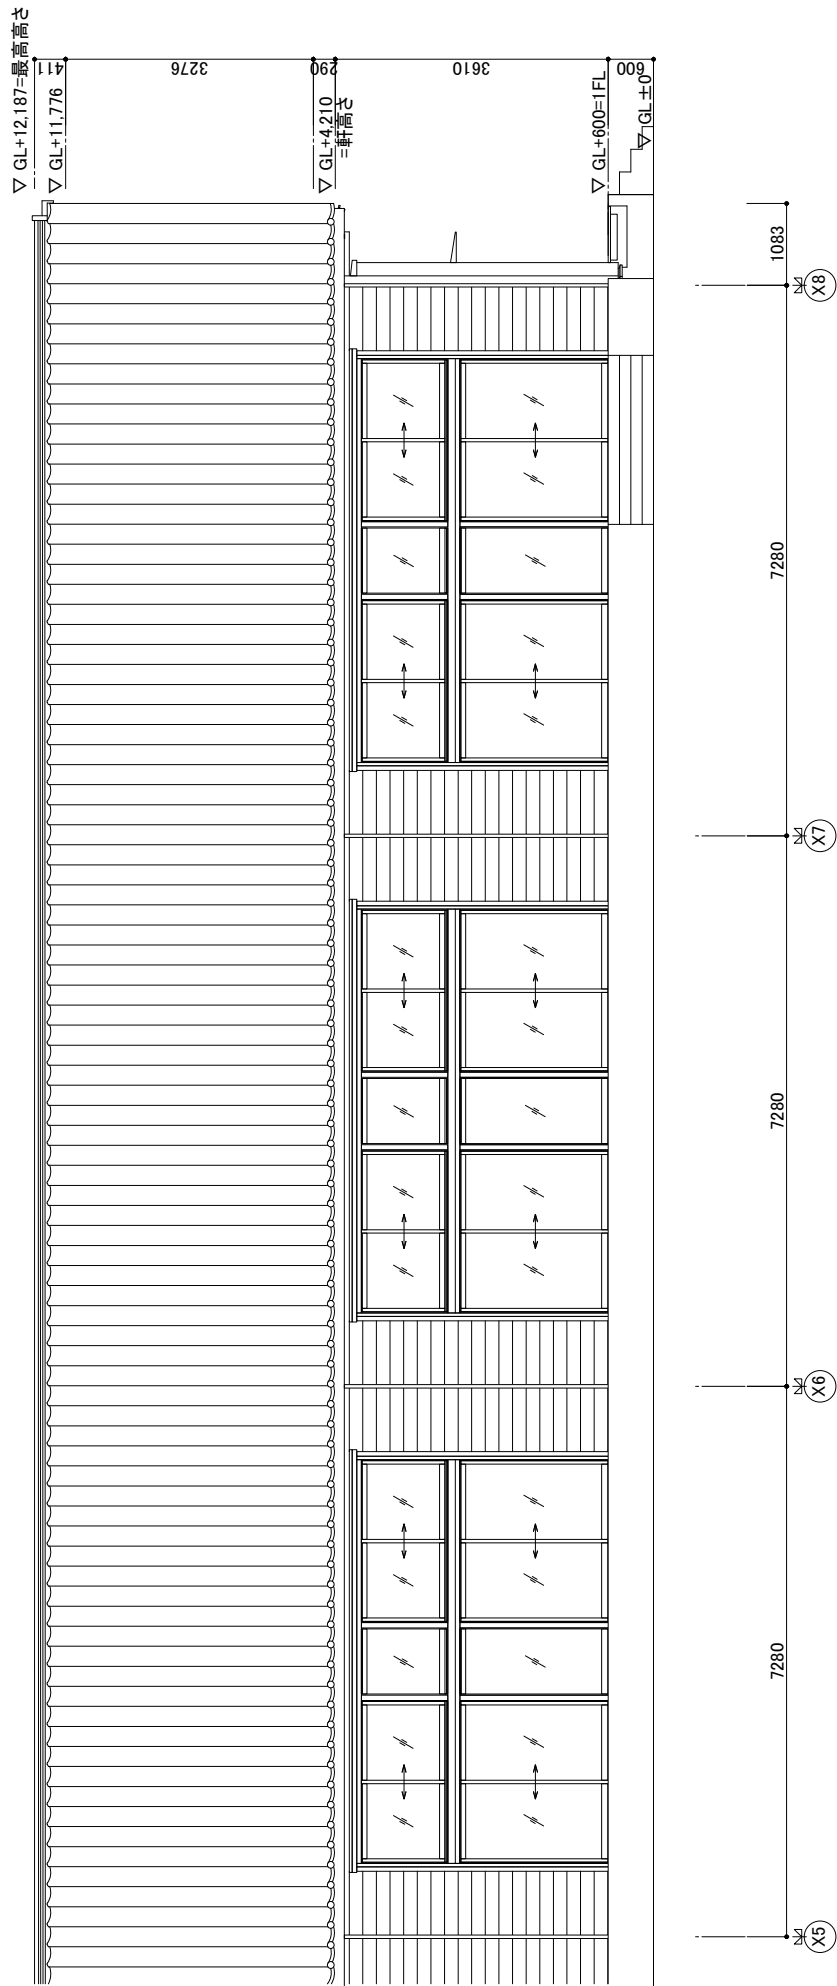 ▽ GL+12,187=最高高さ
▽ GL+11,776
▽ GL+4,210
=軒高さ
▽ GL+600=1FL
▽ GL±0
411
3276
290
3610
600
1083
7280
7280
7280
X8
X7
X6
X5